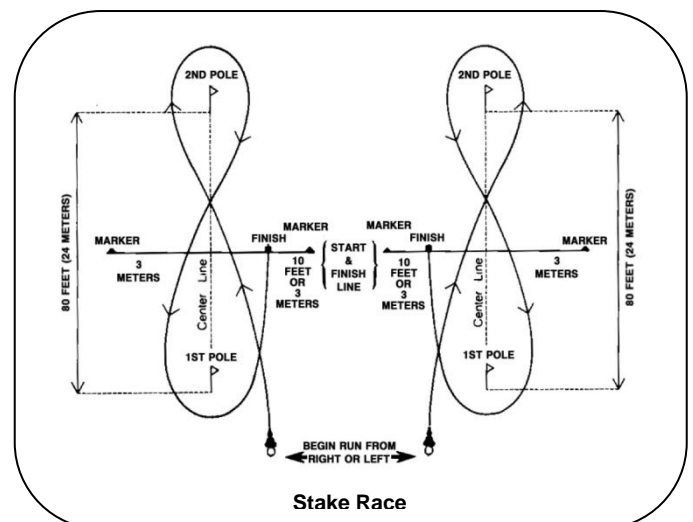 2ND POLE
2ND POLE
80 FEET (24 METERS)
80 FEET (24 METERS)
MARKER
FINISH
MARKER
START
&
FINISH
LINE
MARKER
FINISH
MARKER
3
METERS
10
FEET
OR
3
METERS
10
FEET
OR
3
METERS
3
METERS
Center Line
Center Line
1ST POLE
1ST POLE
BEGIN RUN FROM
RIGHT OR LEFT
Stake Race